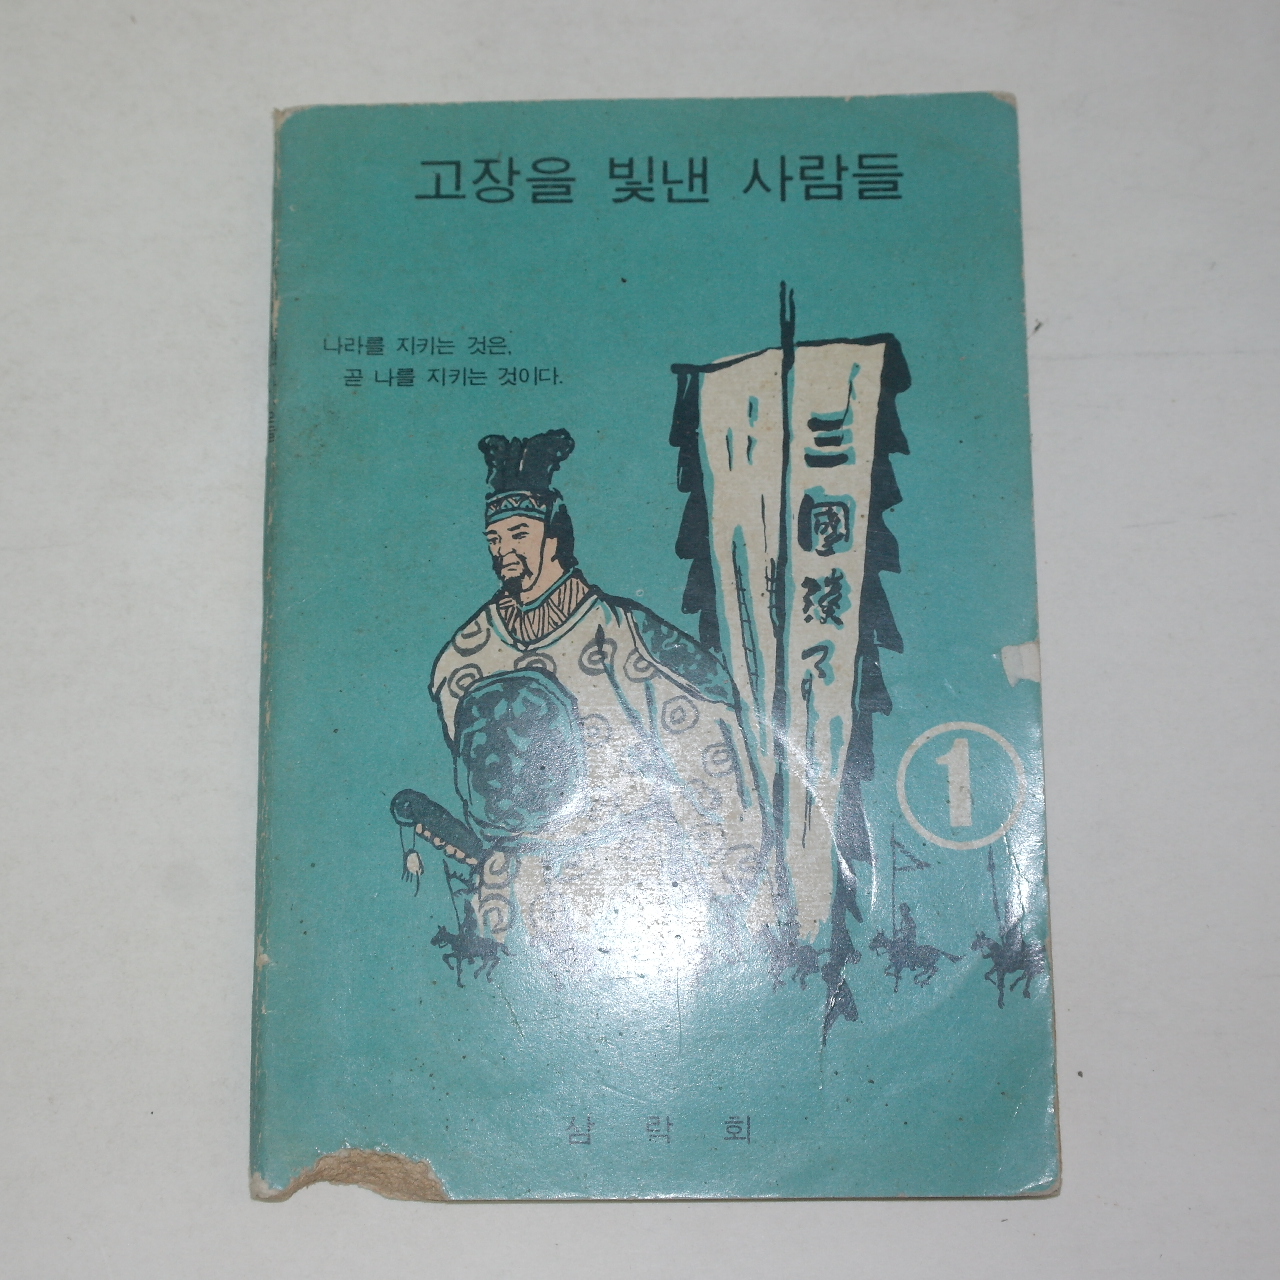 고장을 빛낸 사람들
나라를 지키는 것은,
곧 나를 지키는 것이다.
三國
1
삼락회